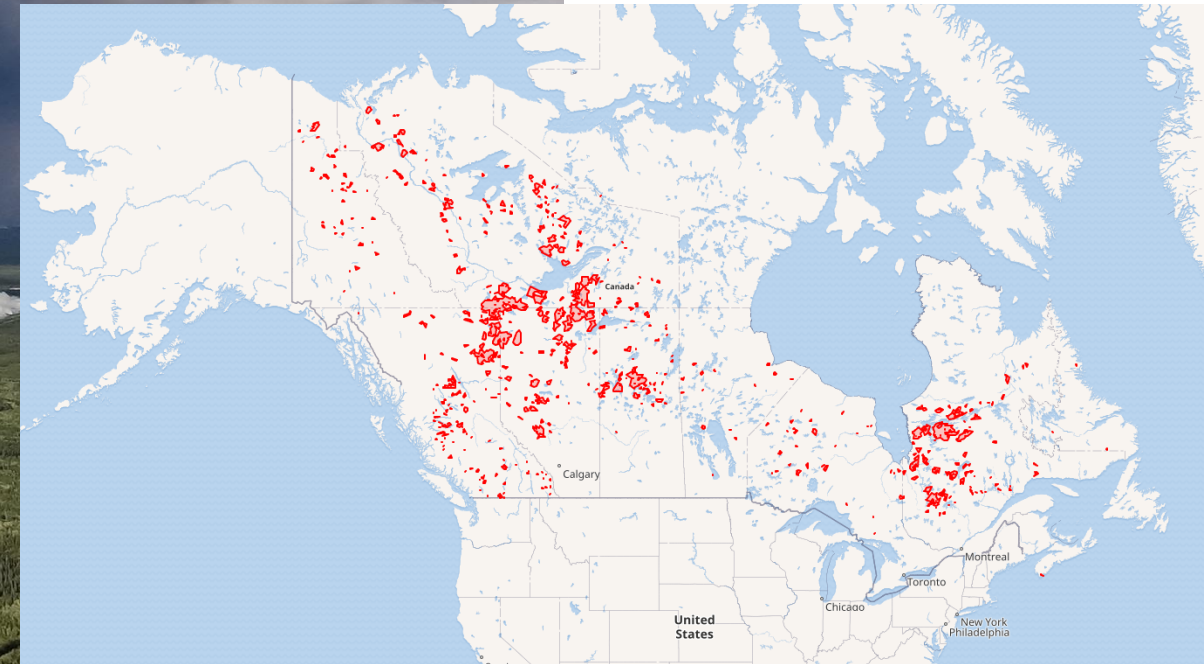 Canada
Calgary
Montreal
Toronto
Chicago
New York
Philadelphia
United
States